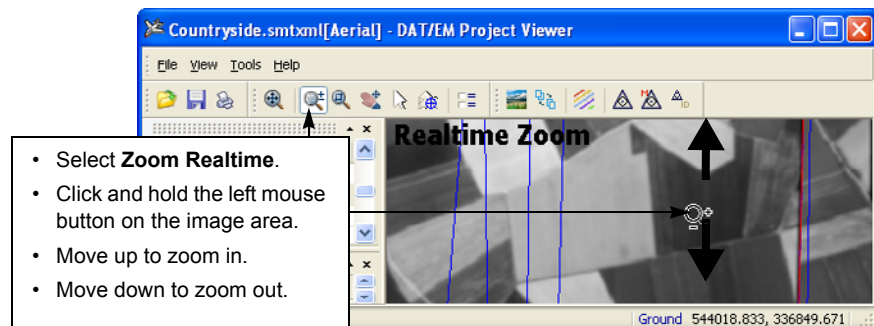 Countryside.smtxml[Aerial] - DAT/EM Project Viewer
File View Tools Help
Realtime Zoom
• Select Zoom Realtime.
• Click and hold the left mouse
button on the image area.
• Move up to zoom in.
• Move down to zoom out.
Ground 544018.833, 336849.671